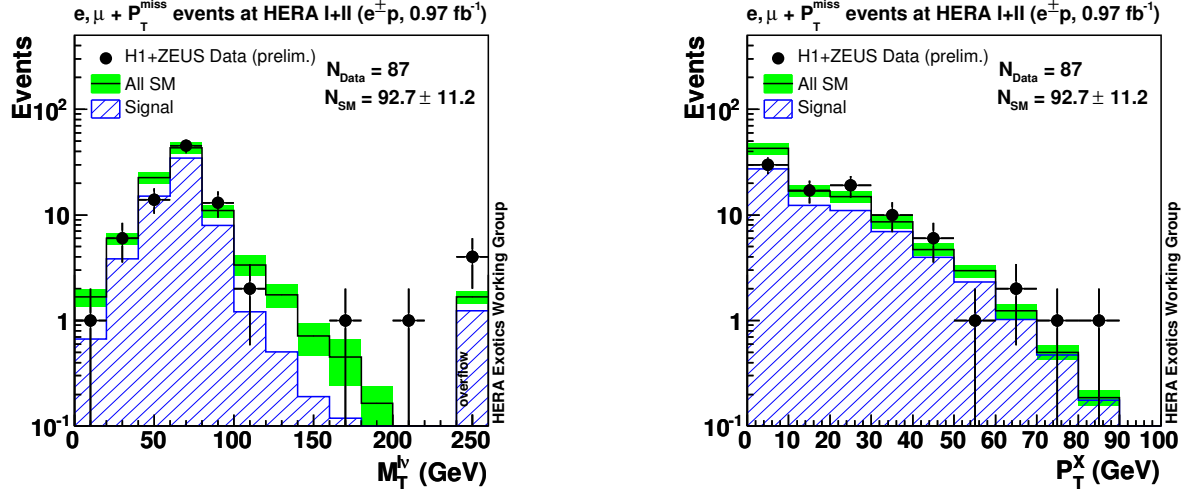 e, μ + P_T^miss events at HERA I+II (e±p, 0.97 fb⁻¹)
Events
H1+ZEUS Data (prelim.)
All SM
Signal
N_Data = 87
N_SM = 92.7 ± 11.2
10²
10
1
10⁻¹
overflow
0 50 100 150 200 250
M_T^lν (GeV)
HERA Exotics Working Group
e, μ + P_T^miss events at HERA I+II (e±p, 0.97 fb⁻¹)
Events
H1+ZEUS Data (prelim.)
All SM
Signal
N_Data = 87
N_SM = 92.7 ± 11.2
10²
10
1
10⁻¹
0 10 20 30 40 50 60 70 80 90 100
P_T^X (GeV)
HERA Exotics Working Group